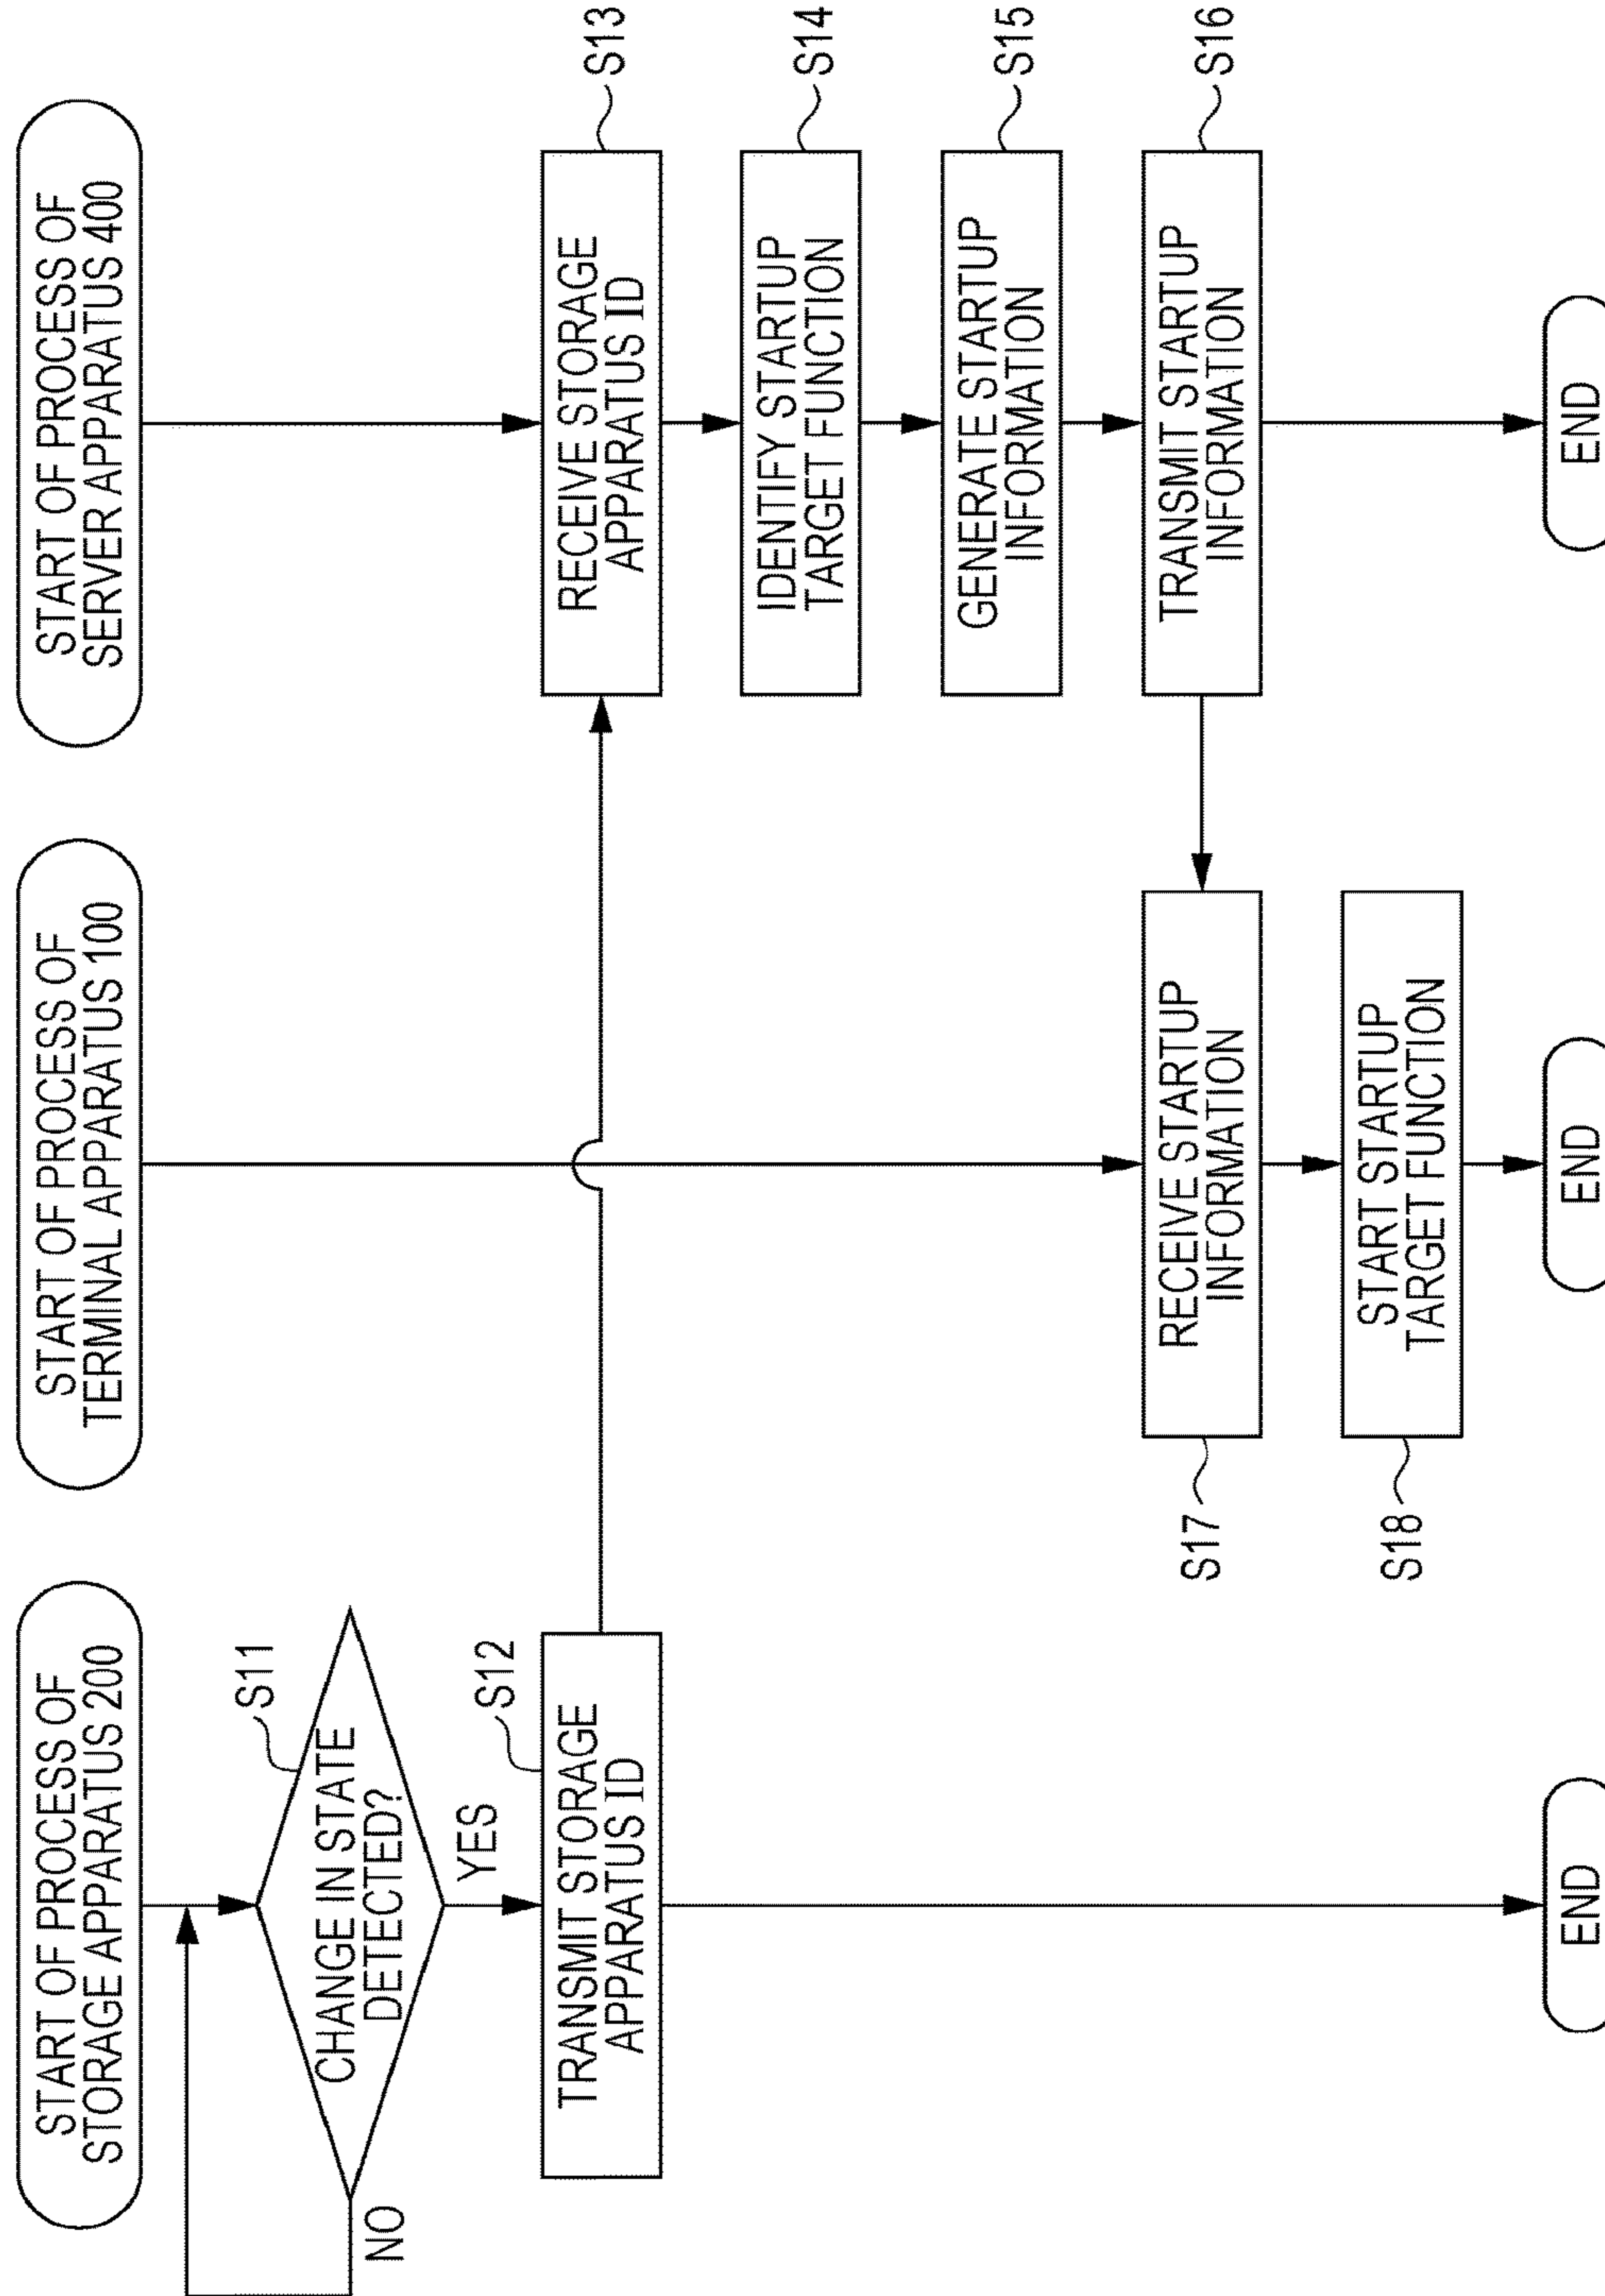 START OF PROCESS OF
STORAGE APPARATUS 200
S11
CHANGE IN STATE
DETECTED?
NO
YES
S12
TRANSMIT STORAGE
APPARATUS ID
END
START OF PROCESS OF
TERMINAL APPARATUS 100
S17
RECEIVE STARTUP
INFORMATION
S18
START STARTUP
TARGET FUNCTION
END
START OF PROCESS OF
SERVER APPARATUS 400
RECEIVE STORAGE
APPARATUS ID
S13
IDENTIFY STARTUP
TARGET FUNCTION
S14
GENERATE STARTUP
INFORMATION
S15
TRANSMIT STARTUP
INFORMATION
S16
END